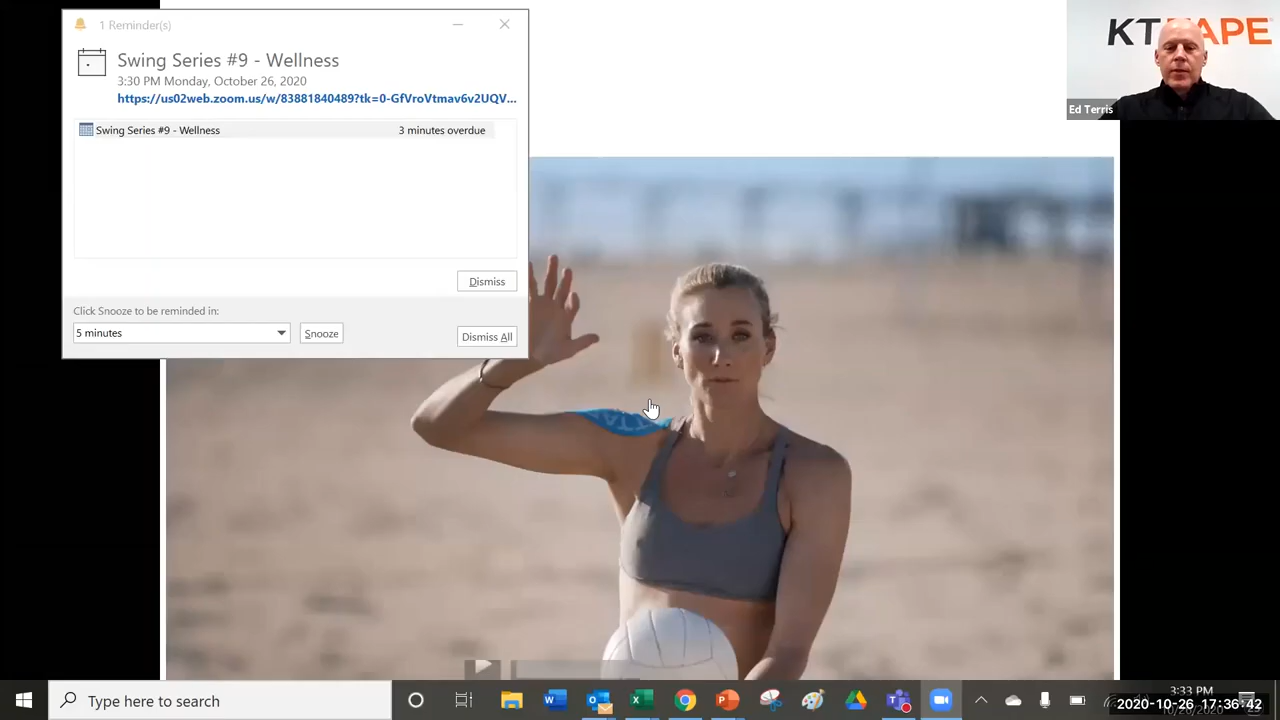 1 Reminder(s)
Swing Series #9 - Wellness
3:30 PM Monday, October 26, 2020
https://us02web.zoom.us/w/83881840489?tk=0-GfVroVtmav6v2UQV...
Swing Series #9 - Wellness 3 minutes overdue
Dismiss
Click Snooze to be reminded in:
5 minutes
Snooze
Dismiss All
KT TAPE
Ed Terris
Type here to search
3:33 PM
2020-10-26 17:36:42